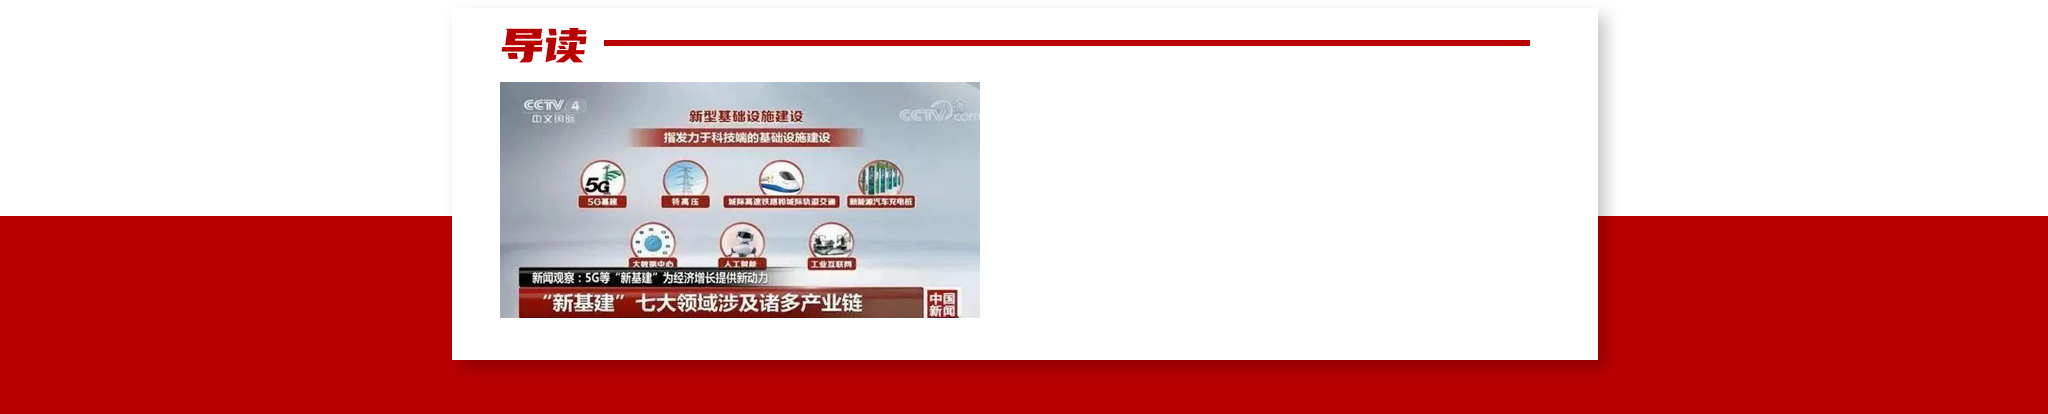 导读
CCTV 4
中文国际
CCTV.com
新型基础设施建设
指发力于科技端的基础设施建设
5G
5G基建
特高压
城际高速铁路和城际轨道交通
新能源汽车充电桩
大数据中心
人工智能
工业互联网
新闻观察：5G等“新基建”为经济增长提供新动力
“新基建”七大领域涉及诸多产业链
中国
新闻